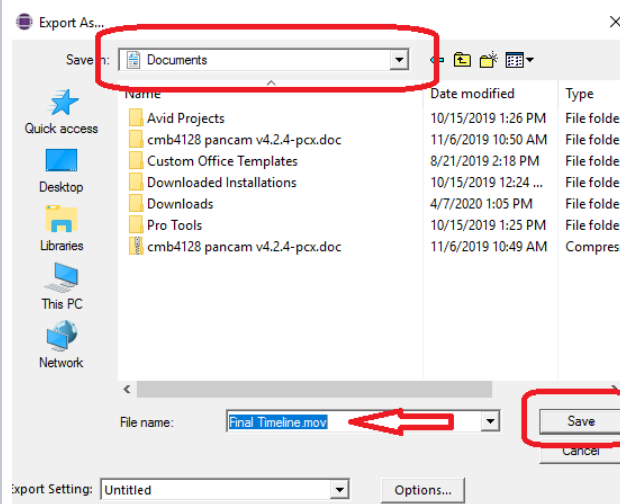 Export As...
Save in: Documents
Name Date modified Type
Avid Projects 10/15/2019 1:26 PM File folde
cmb4128 pancam v4.2.4-pcx.doc 11/6/2019 10:50 AM File folde
Custom Office Templates 8/21/2019 2:18 PM File folde
Downloaded Installations 10/15/2019 12:24 ... File folde
Downloads 4/7/2020 1:05 PM File folde
Pro Tools 10/15/2019 1:25 PM File folde
cmb4128 pancam v4.2.4-pcx.doc 11/6/2019 10:49 AM Compres
Quick access
Desktop
Libraries
This PC
Network
File name: Final Timeline.mov Save
Cancel
Export Setting: Untitled Options...